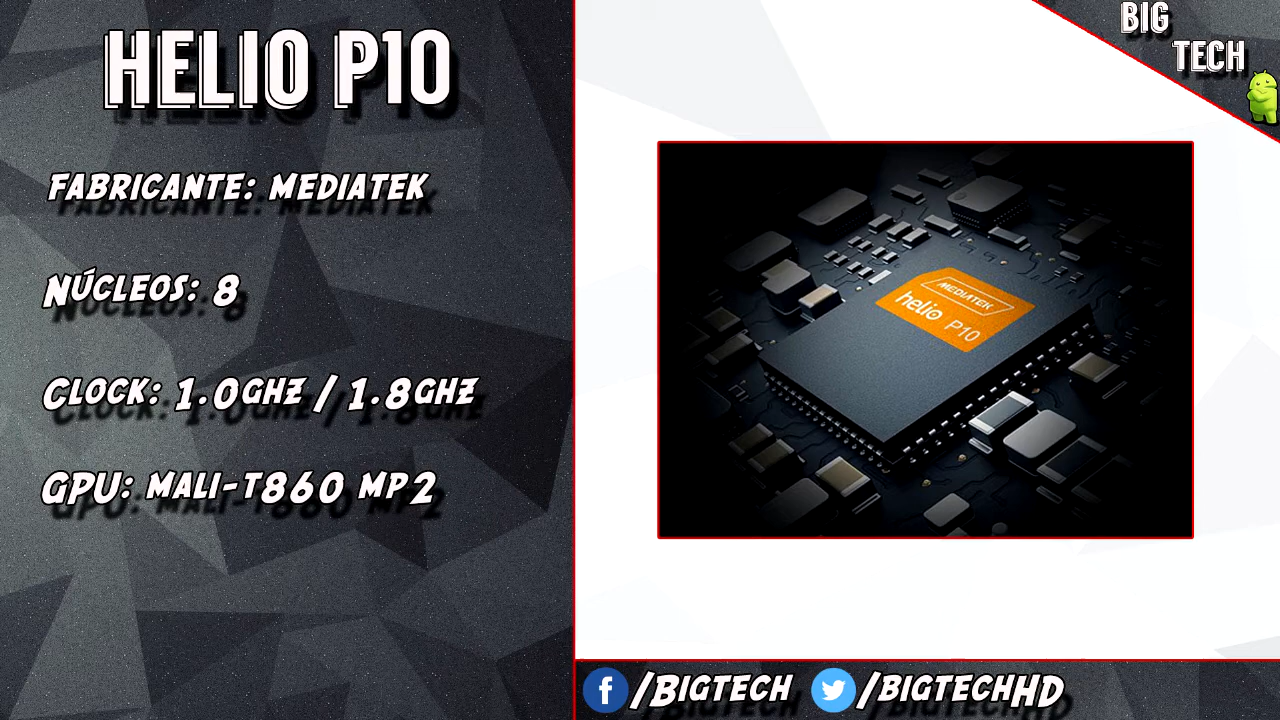 HELIO P10
FABRICANTE: MEDIATEK
NÚCLEOS: 8
CLOCK: 1.0GHZ / 1.8GHZ
GPU: MALI-T860 MP2
BIG
TECH
MEDIATEK
helio P10
f /BIGTECH /BIGTECHHD